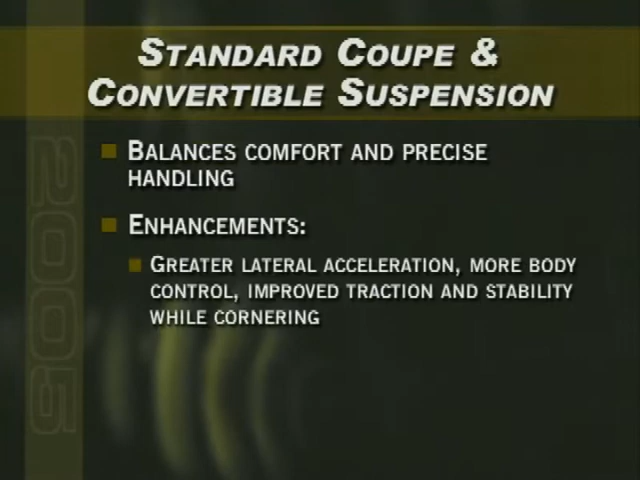 STANDARD COUPE &
CONVERTIBLE SUSPENSION
BALANCES COMFORT AND PRECISE
HANDLING
ENHANCEMENTS:
GREATER LATERAL ACCELERATION, MORE BODY
CONTROL, IMPROVED TRACTION AND STABILITY
WHILE CORNERING
2005